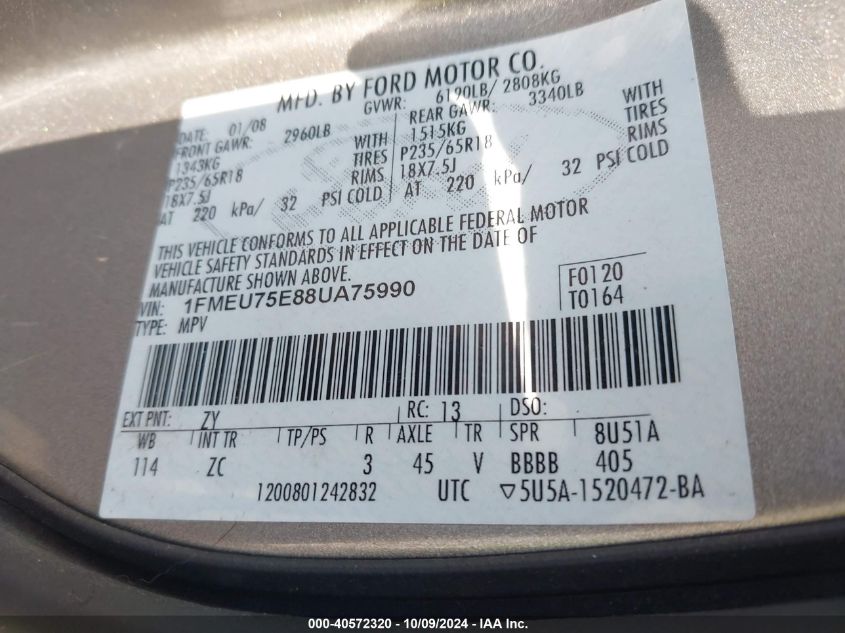 MFD. BY FORD MOTOR CO.
DATE: 01/08 GVWR: 6190LB/ 2808KG
FRONT GAWR: 2960LB REAR GAWR: 3340LB
1343KG WITH 1515KG WITH
P235/65R18 TIRES P235/65R18 TIRES
18X7.5J RIMS 18X7.5J RIMS
AT 220 kPa/ 32 PSI COLD AT 220 kPa/ 32 PSI COLD
THIS VEHICLE CONFORMS TO ALL APPLICABLE FEDERAL MOTOR
VEHICLE SAFETY STANDARDS IN EFFECT ON THE DATE OF
MANUFACTURE SHOWN ABOVE.
VIN: 1FMEU75E88UA75990 F0120
TYPE: MPV T0164
EXT PNT: ZY RC: 13 DSO:
WB INT TR TP/PS R AXLE TR SPR 8U51A
114 ZC 3 45 V BBBB 405
1200801242832 UTC ▽5U5A-1520472-BA
000-40572320 - 10/09/2024 - IAA Inc.